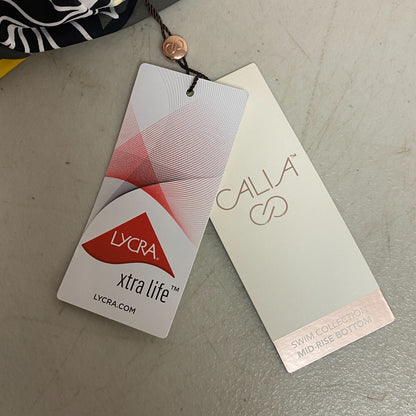 LYCRA®
xtra life™
LYCRA.COM
CALIA™
SWIM COLLECTION
MID-RISE BOTTOM